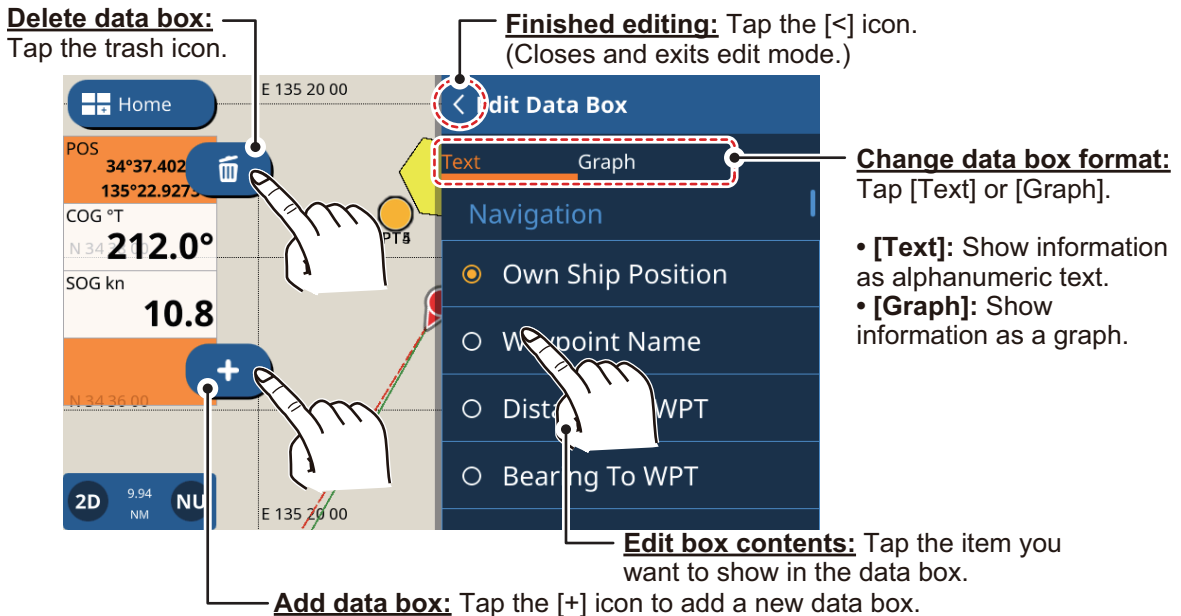 Delete data box:
Tap the trash icon.
Finished editing: Tap the [<] icon.
(Closes and exits edit mode.)
Home
E 135 20 00
POS
34°37.402
135°22.927
COG °T
N 34
212.0°
SOG kn
10.8
N 34 36 00
2D
9.94
NM
NU
E 135 20 00
< Edit Data Box
Text Graph
Navigation
Own Ship Position
Waypoint Name
WPT
Bearing To WPT
Change data box format:
Tap [Text] or [Graph].
• [Text]: Show information
as alphanumeric text.
• [Graph]: Show
information as a graph.
Edit box contents: Tap the item you
want to show in the data box.
Add data box: Tap the [+] icon to add a new data box.